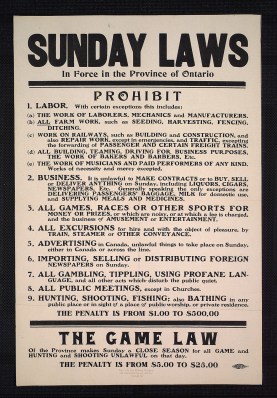 SUNDAY LAWS
In Force in the Province of Ontario
PROHIBIT
1. LABOR. With certain exceptions this includes:
(a) THE WORK OF LABORERS, MECHANICS and MANUFACTURERS.
(b) ALL FARM WORK, such as SEEDING, HARVESTING, FENCING,
DITCHING.
(c) WORK ON RAILWAYS, such as BUILDING and CONSTRUCTION, and
also REPAIR WORK, except in emergencies, and TRAFFIC, excepting
the forwarding of PASSENGER AND CERTAIN FREIGHT TRAINS.
(d) ALL BUILDING, TEAMING, DRIVING FOR BUSINESS PURPOSES,
THE WORK OF BAKERS AND BARBERS, Etc.
(e) THE WORK OF MUSICIANS AND PAID PERFORMERS OF ANY KIND.
Works of necessity and mercy excepted.
2. BUSINESS. It is unlawful to MAKE CONTRACTS or to BUY, SELL
or DELIVER ANYTHING on Sunday, including LIQUORS, CIGARS,
NEWSPAPERS, Etc. Generally speaking the only exceptions are
DELIVERING PASSENGERS' BAGGAGE, MILK for domestic use,
and SUPPLYING MEALS AND MEDICINES.
3. ALL GAMES, RACES OR OTHER SPORTS FOR
MONEY OR PRIZES, or which are noisy, or at which a fee is charged,
and the business of AMUSEMENT or ENTERTAINMENT.
4. ALL EXCURSIONS for hire and with the object of pleasure, by
TRAIN, STEAMER or OTHER CONVEYANCE.
5. ADVERTISING in Canada, unlawful things to take place on Sunday,
either in Canada or across the line.
6. IMPORTING, SELLING or DISTRIBUTING FOREIGN
NEWSPAPERS on Sunday.
7. ALL GAMBLING, TIPPLING, USING PROFANE LAN-
GUAGE, and all other acts which disturb the public quiet.
8. ALL PUBLIC MEETINGS, except in Churches.
9. HUNTING, SHOOTING, FISHING; also BATHING in any
public place or in sight of a place of public worship, or private residence.
THE PENALTY IS FROM $1.00 TO $500.00
THE GAME LAW
Of the Province makes Sunday a CLOSE SEASON for all GAME and
HUNTING and SHOOTING UNLAWFUL on that day.
THE PENALTY IS FROM $5.00 TO $25.00